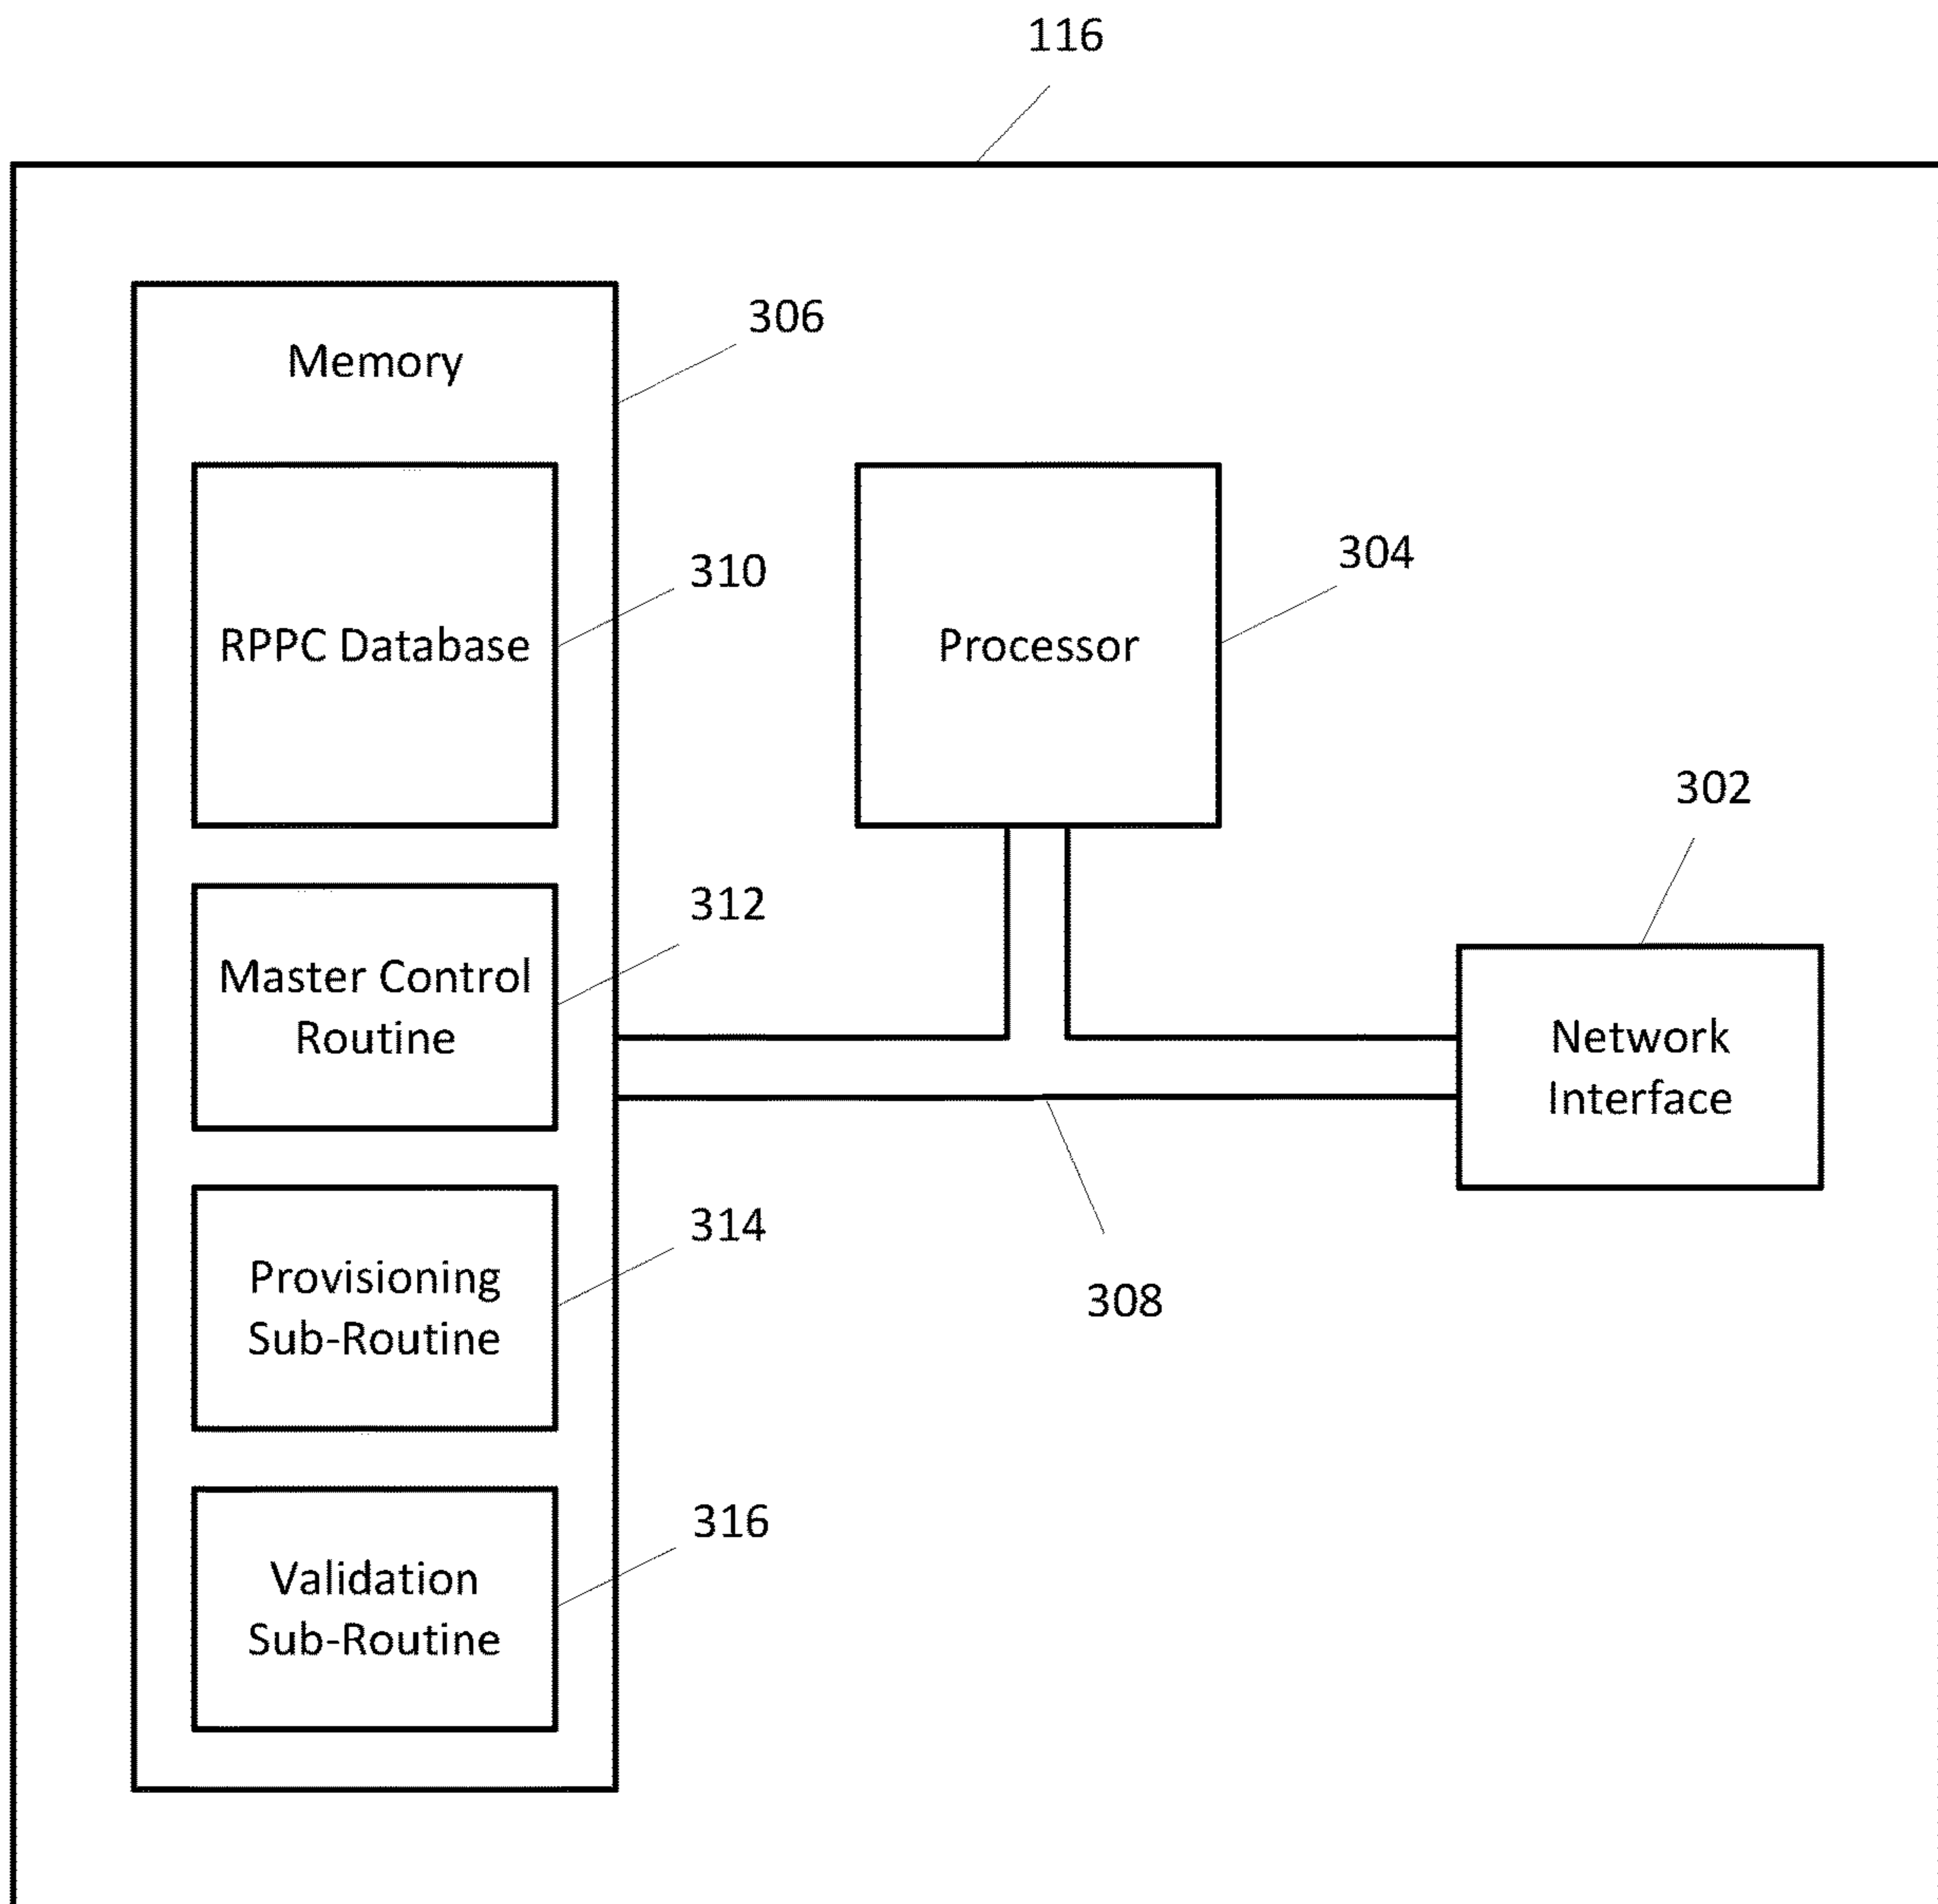 116
306
Memory
304
310
RPPC Database
Processor
302
312
Master Control
Routine
Network
Interface
314
Provisioning
Sub-Routine
308
316
Validation
Sub-Routine